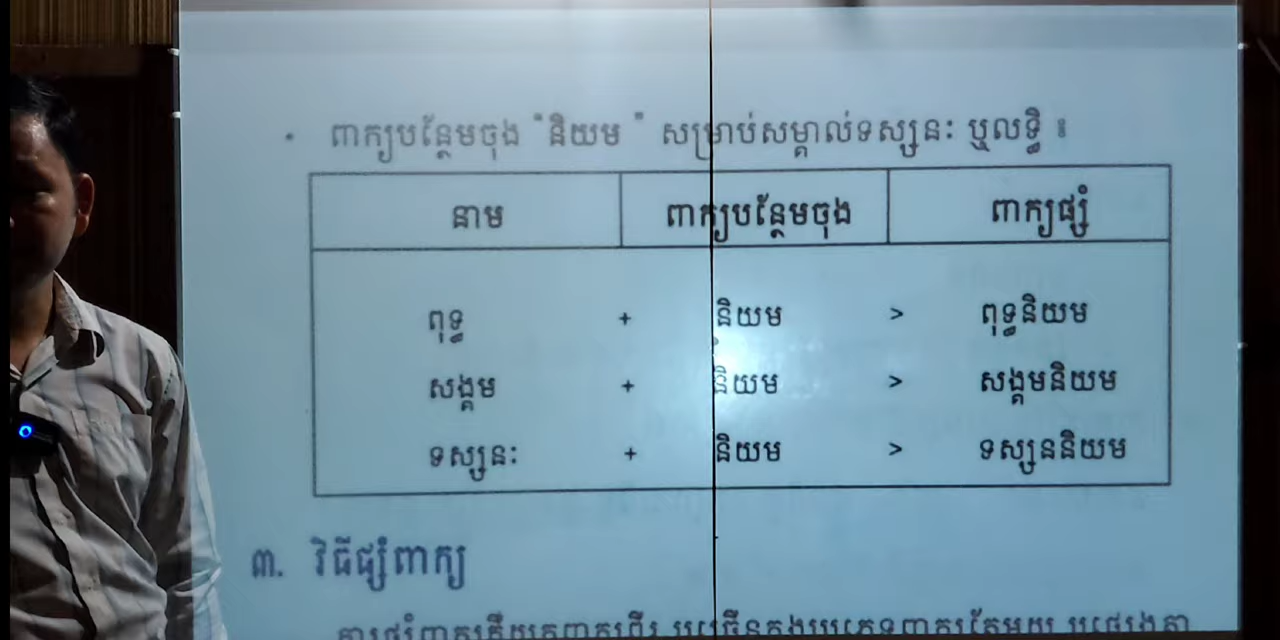 • ពាក្យបន្ថែមចុង "និយម" សម្រាប់សម្គាល់ទស្សនៈ ឬលទ្ធិ ៖
នាម ពាក្យបន្ថែមចុង ពាក្យផ្សំ
ពុទ្ធ + និយម > ពុទ្ធនិយម
សង្គម + និយម > សង្គមនិយម
ទស្សនៈ + និយម > ទស្សននិយម
៣. វិធីផ្សំពាក្យ